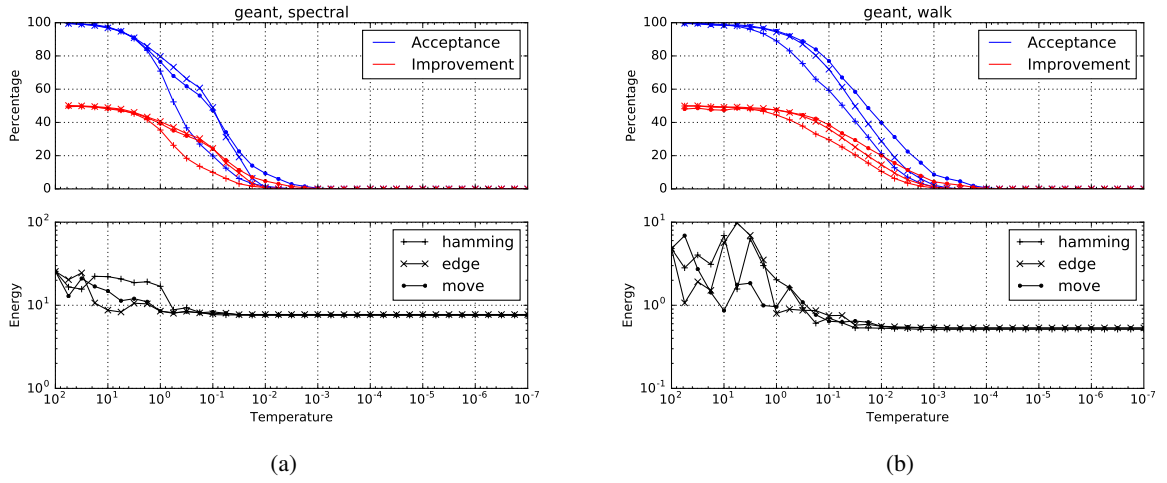 geant, spectral
100
80
60
40
20
0
Percentage
Acceptance
Improvement
10^2
10^1
10^0
Energy
hamming
edge
move
10^2 10^1 10^0 10^-1 10^-2 10^-3 10^-4 10^-5 10^-6 10^-7
Temperature
(a)
geant, walk
100
80
60
40
20
0
Percentage
Acceptance
Improvement
10^1
10^0
10^-1
Energy
hamming
edge
move
10^2 10^1 10^0 10^-1 10^-2 10^-3 10^-4 10^-5 10^-6 10^-7
Temperature
(b)